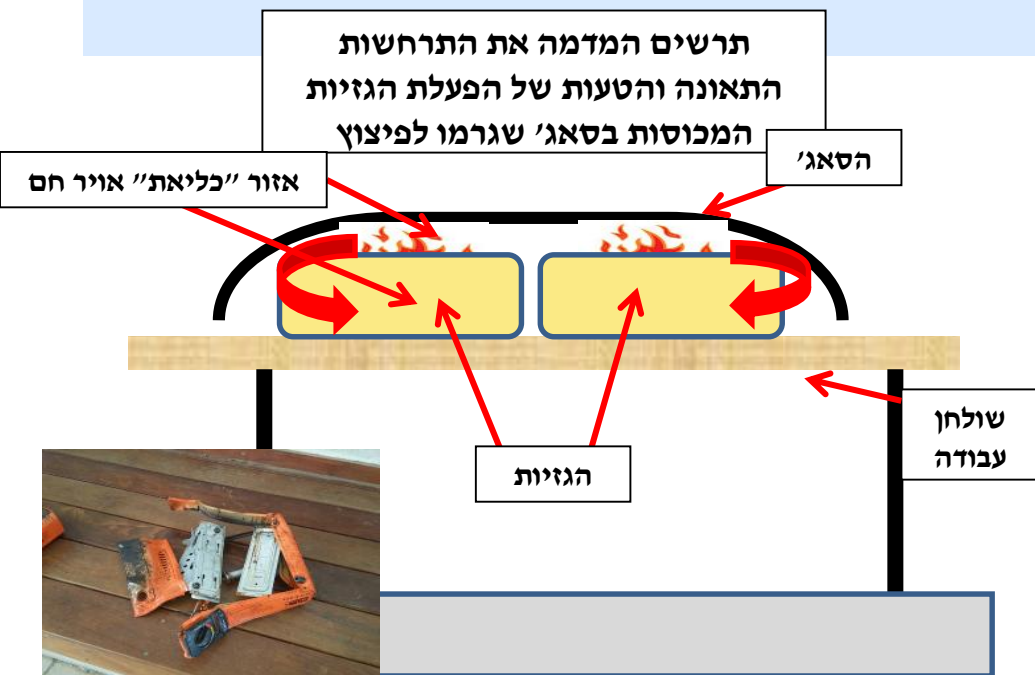 תרשים המדמה את התרחשות
התאונה והטעות של הפעלת הגזיות
המכוסות בסאג׳ שגרמו לפיצוץ
הסאג׳
אזור ״כליאת״ אויר חם
שולחן
עבודה
הגזיות